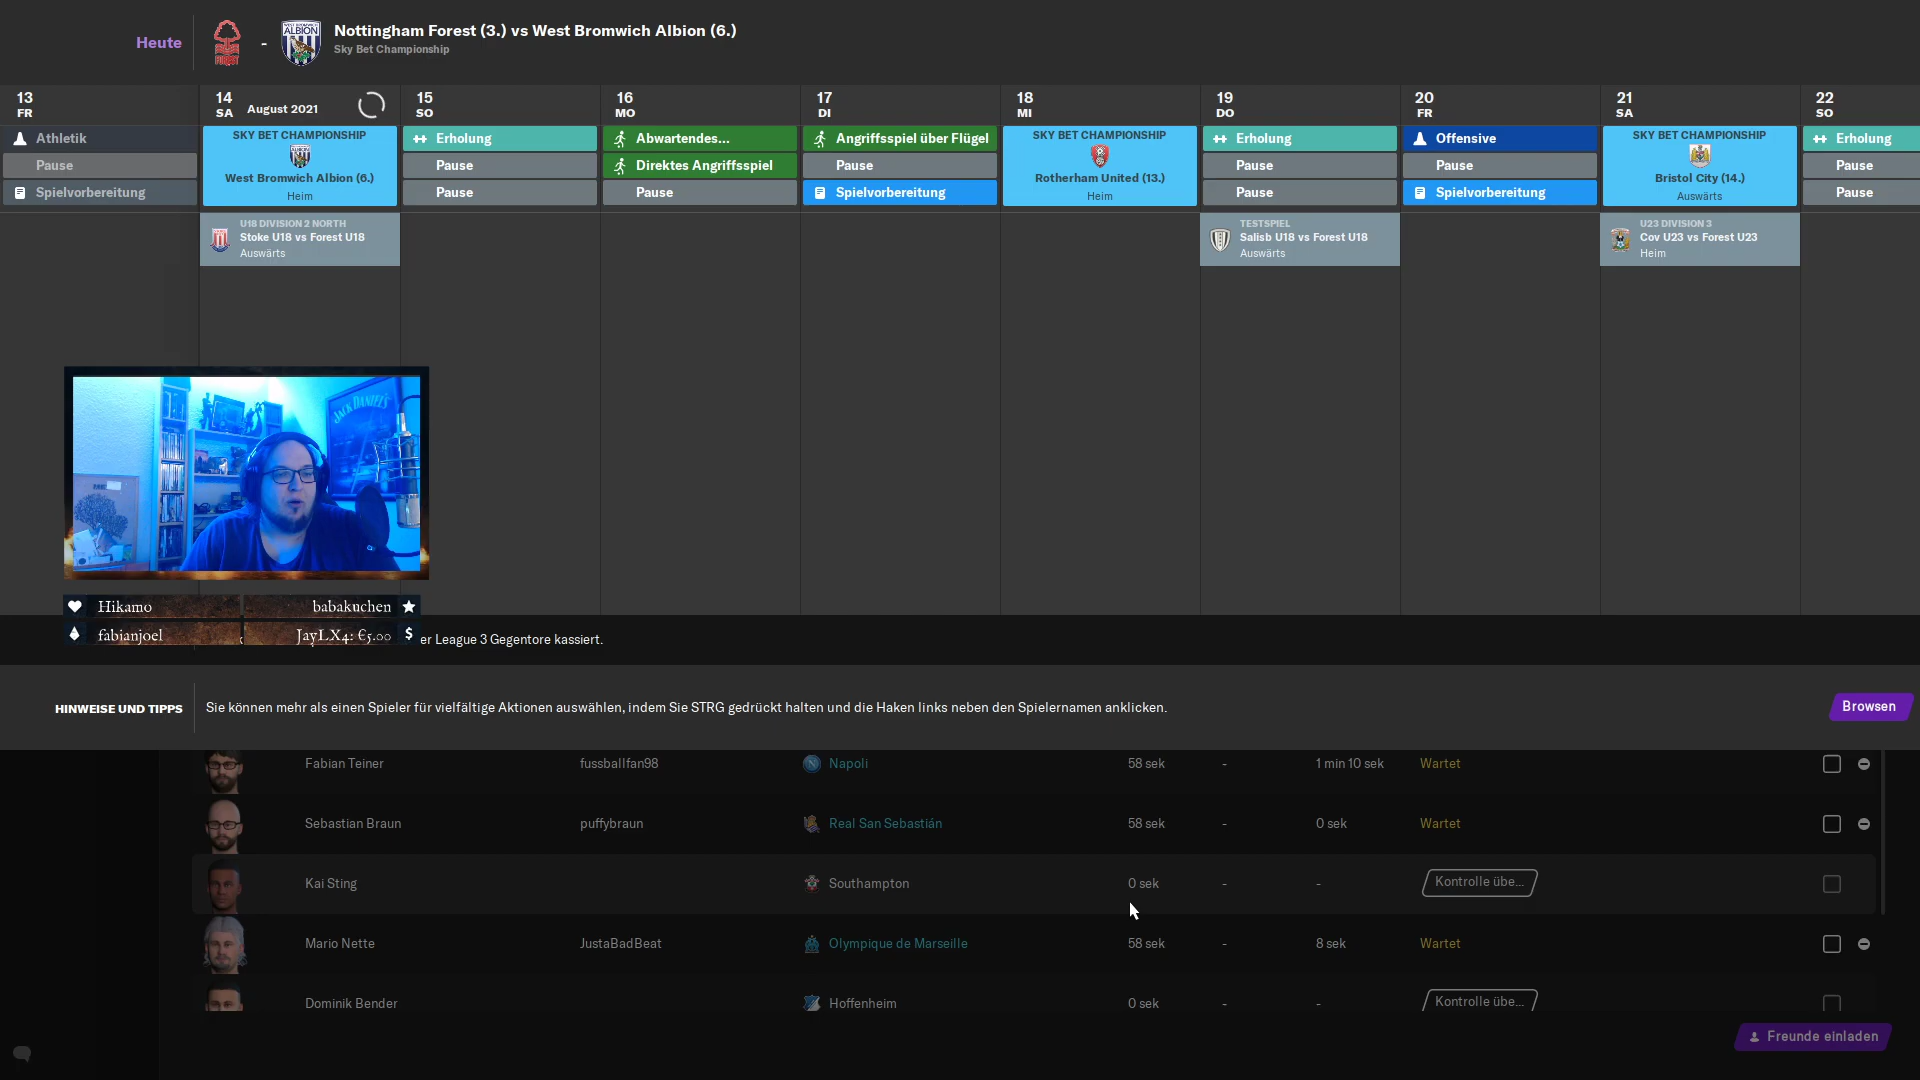 Heute
-
Nottingham Forest (3.) vs West Bromwich Albion (6.)
Sky Bet Championship
13
FR
14
SA
August 2021
15
SO
16
MO
17
DI
18
MI
19
DO
20
FR
21
SA
22
SO
Athletik
Pause
Spielvorbereitung
SKY BET CHAMPIONSHIP
West Bromwich Albion (6.)
Heim
Erholung
Pause
Pause
Abwartendes...
Direktes Angriffsspiel
Pause
Angriffsspiel über Flügel
Pause
Spielvorbereitung
SKY BET CHAMPIONSHIP
Rotherham United (13.)
Heim
Erholung
Pause
Pause
Offensive
Pause
Spielvorbereitung
SKY BET CHAMPIONSHIP
Bristol City (14.)
Auswärts
Erholung
Pause
Pause
U18 DIVISION 2 NORTH
Stoke U18 vs Forest U18
Auswärts
TESTSPIEL
Salisb U18 vs Forest U18
Auswärts
U23 DIVISION 3
Cov U23 vs Forest U23
Heim
JACK DANIEL'S
Hikamo
babakuchen
fabianjoel
JayLX4: €5.00
er League 3 Gegentore kassiert.
HINWEISE UND TIPPS
Sie können mehr als einen Spieler für vielfältige Aktionen auswählen, indem Sie STRG gedrückt halten und die Haken links neben den Spielernamen anklicken.
Browsen
Fabian Teiner fussballfan98 Napoli 58 sek - 1 min 10 sek Wartet
Sebastian Braun puffybraun Real San Sebastián 58 sek - 0 sek Wartet
Kai Sting Southampton 0 sek - - Kontrolle übe...
Mario Nette JustaBadBeat Olympique de Marseille 58 sek - 8 sek Wartet
Dominik Bender Hoffenheim 0 sek - - Kontrolle übe...
Freunde einladen